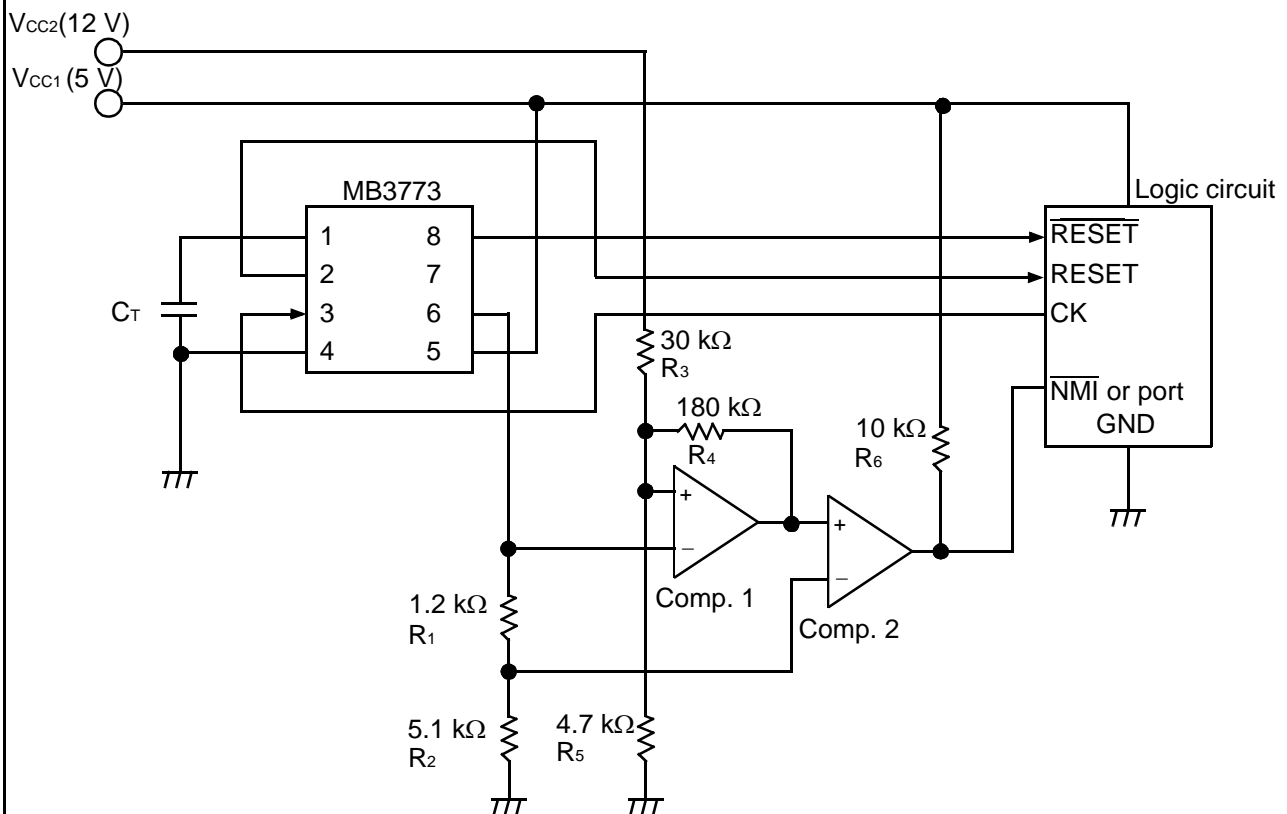 VCC2(12 V)
VCC1 (5 V)
MB3773
Logic circuit
1 8
2 7
3 6
4 5
CT
RESET
RESET
CK
NMI or port
GND
30 kΩ
R3
180 kΩ
R4
10 kΩ
R6
+
−
Comp. 1
+
−
Comp. 2
1.2 kΩ
R1
5.1 kΩ
R2
4.7 kΩ
R5